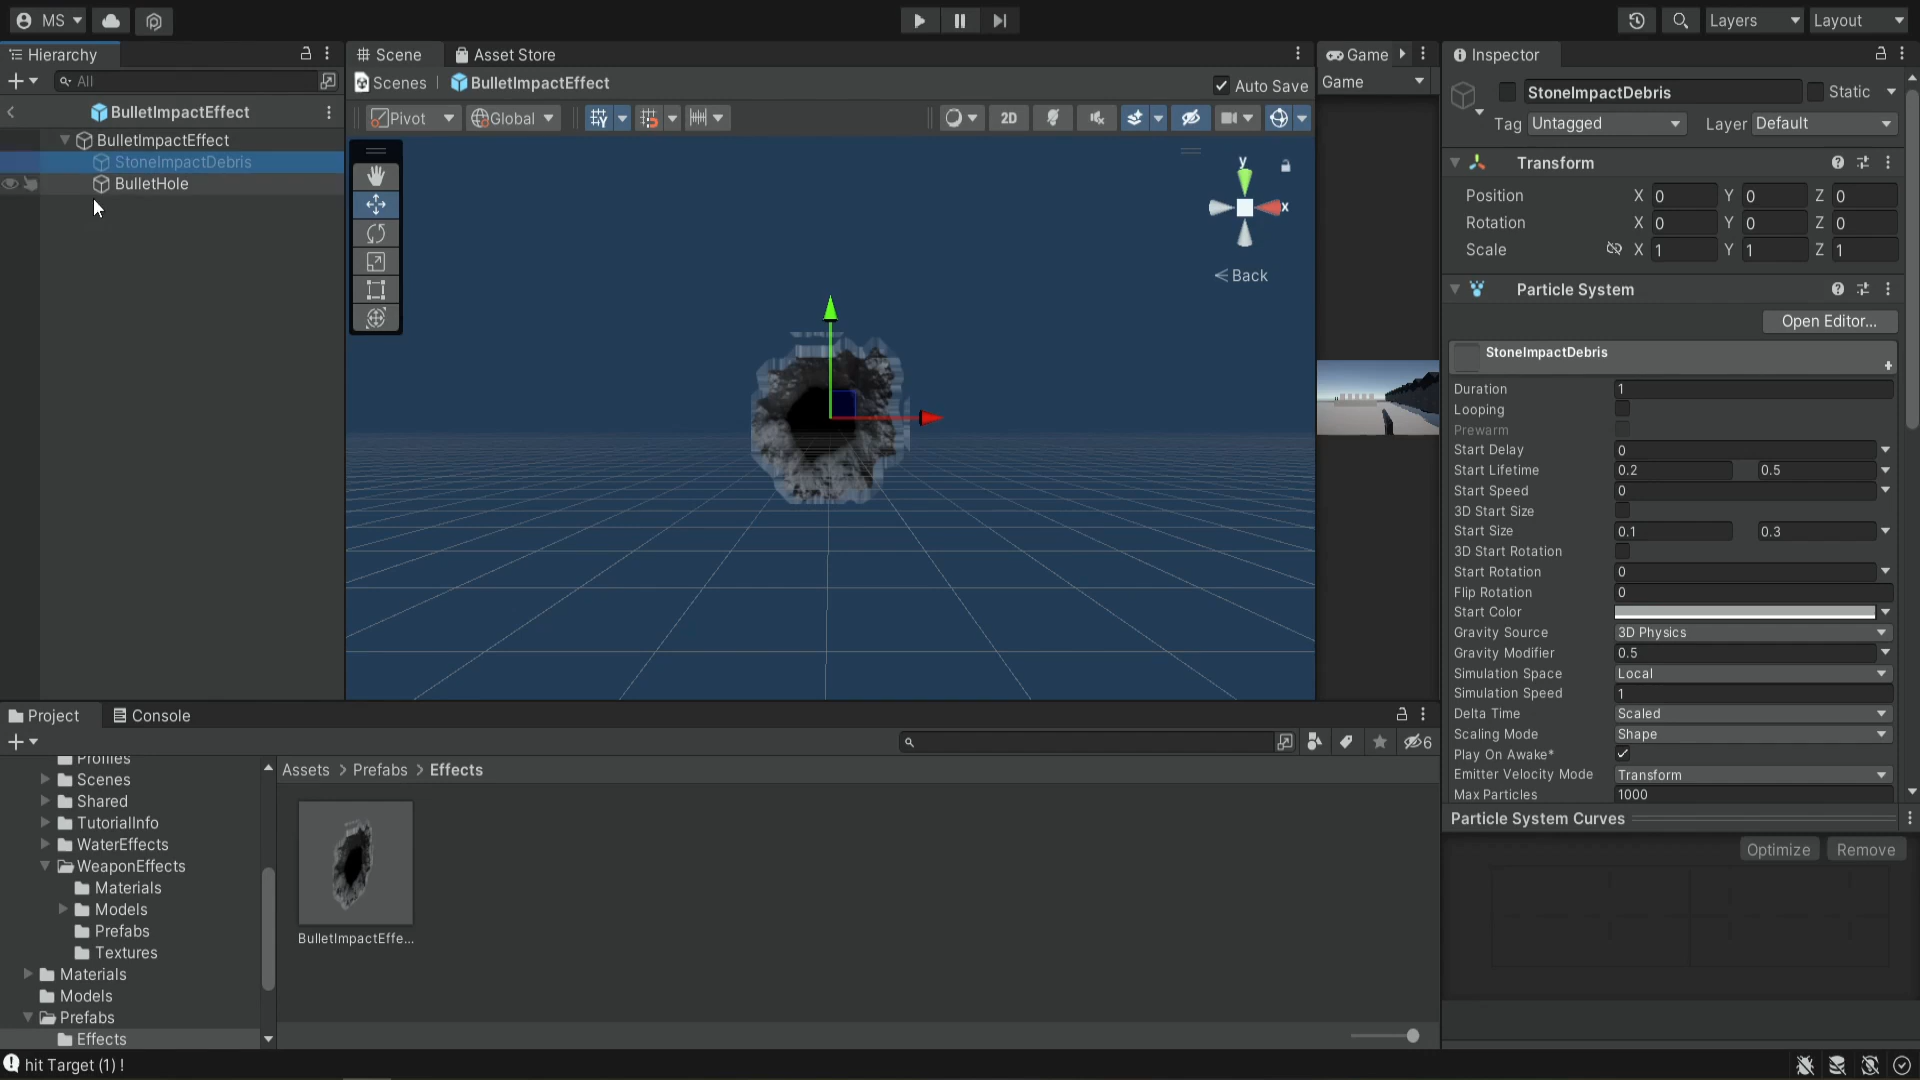 MS
Layers
Layout
Hierarchy
All
BulletImpactEffect
BulletImpactEffect
StoneImpactDebris
BulletHole
Scene
Asset Store
Scenes
BulletImpactEffect
Auto Save
Pivot
Global
2D
y
x
Back
Game
Game
Inspector
StoneImpactDebris
Static
Tag Untagged
Layer Default
Transform
Position X 0 Y 0 Z 0
Rotation X 0 Y 0 Z 0
Scale X 1 Y 1 Z 1
Particle System
Open Editor...
StoneImpactDebris
Duration 1
Looping
Prewarm
Start Delay 0
Start Lifetime 0.2 0.5
Start Speed 0
3D Start Size
Start Size 0.1 0.3
3D Start Rotation
Start Rotation 0
Flip Rotation 0
Start Color
Gravity Source 3D Physics
Gravity Modifier 0.5
Simulation Space Local
Simulation Speed 1
Delta Time Scaled
Scaling Mode Shape
Play On Awake*
Emitter Velocity Mode Transform
Max Particles 1000
Particle System Curves
Optimize Remove
Project
Console
6
Profiles
Scenes
Shared
TutorialInfo
WaterEffects
WeaponEffects
Materials
Models
Prefabs
Textures
Materials
Models
Prefabs
Effects
Assets > Prefabs > Effects
BulletImpactEffe...
hit Target (1) !